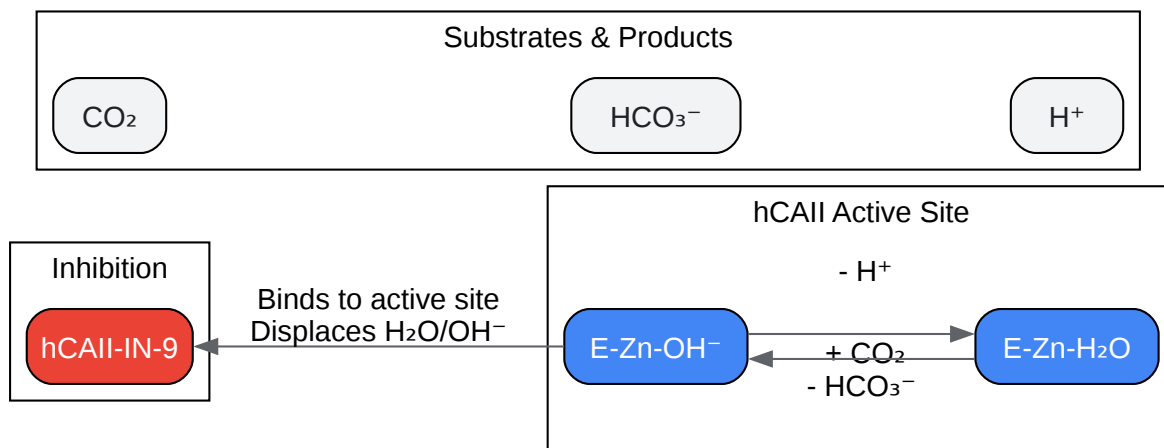 Substrates & Products
CO₂
HCO₃⁻
H⁺
hCAII Active Site
- H⁺
Inhibition
Binds to active site
Displaces H₂O/OH⁻
hCAII-IN-9
E-Zn-OH⁻
+ CO₂
- HCO₃⁻
E-Zn-H₂O